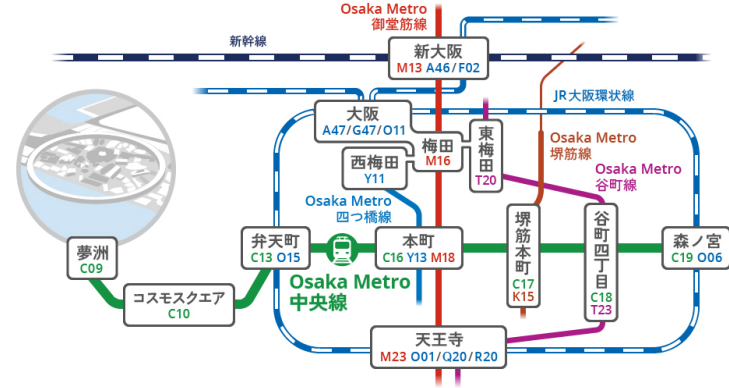 Osaka Metro
御堂筋線
新幹線
新大阪
M13 A46/F02
JR大阪環状線
大阪
A47/G47/O11
梅田
M16
東梅田
T20
Osaka Metro
堺筋線
西梅田
Y11
Osaka Metro
谷町線
Osaka Metro
四つ橋線
夢洲
C09
コスモスクエア
C10
弁天町
C13 O15
Osaka Metro
中央線
本町
C16 Y13 M18
堺筋本町
C17
K15
谷町四丁目
C18
T23
森ノ宮
C19 O06
天王寺
M23 O01/Q20/R20